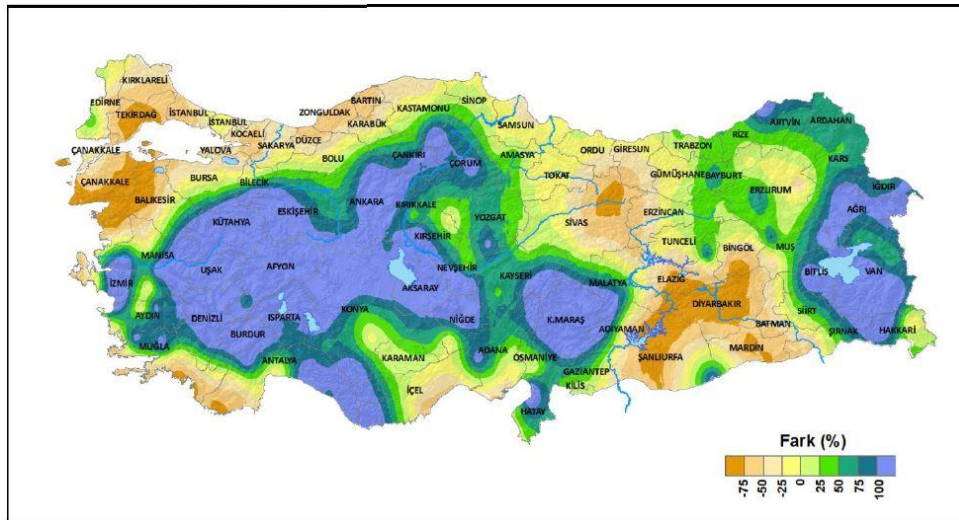 KIRKLARELİ
EDİRNE
TEKİRDAĞ
İSTANBUL
İSTANBUL
KOCAELİ
YALOVA
SAKARYA
DÜZCE
ZONGULDAK
BARTIN
KARABÜK
KASTAMONU
SİNOP
SAMSUN
BOLU
ÇANKIRI
ÇORUM
AMASYA
TOKAT
ORDU
GİRESUN
TRABZON
RİZE
ARTVİN
ARDAHAN
GÜMÜŞHANE
BAYBURT
KARS
ERZURUM
IĞDIR
AĞRI
ÇANAKKALE
ÇANAKKALE
BALIKESİR
BURSA
BİLECİK
KÜTAHYA
ESKİŞEHİR
ANKARA
KIRIKKALE
KIRŞEHİR
YOZGAT
SİVAS
ERZİNCAN
TUNCELİ
BİNGÖL
MUŞ
BİTLİS
VAN
MANİSA
İZMİR
UŞAK
AFYON
NEVŞEHİR
AKSARAY
KAYSERİ
MALATYA
ELAZIĞ
DİYARBAKIR
BATMAN
SİİRT
ŞIRNAK
HAKKARİ
AYDIN
DENİZLİ
BURDUR
ISPARTA
KONYA
NİĞDE
K.MARAŞ
ADIYAMAN
ŞANLIURFA
MARDİN
MUĞLA
ANTALYA
KARAMAN
İÇEL
ADANA
OSMANİYE
GAZİANTEP
KİLİS
HATAY
Fark (%)
-75 -50 -25 0 25 50 75 100